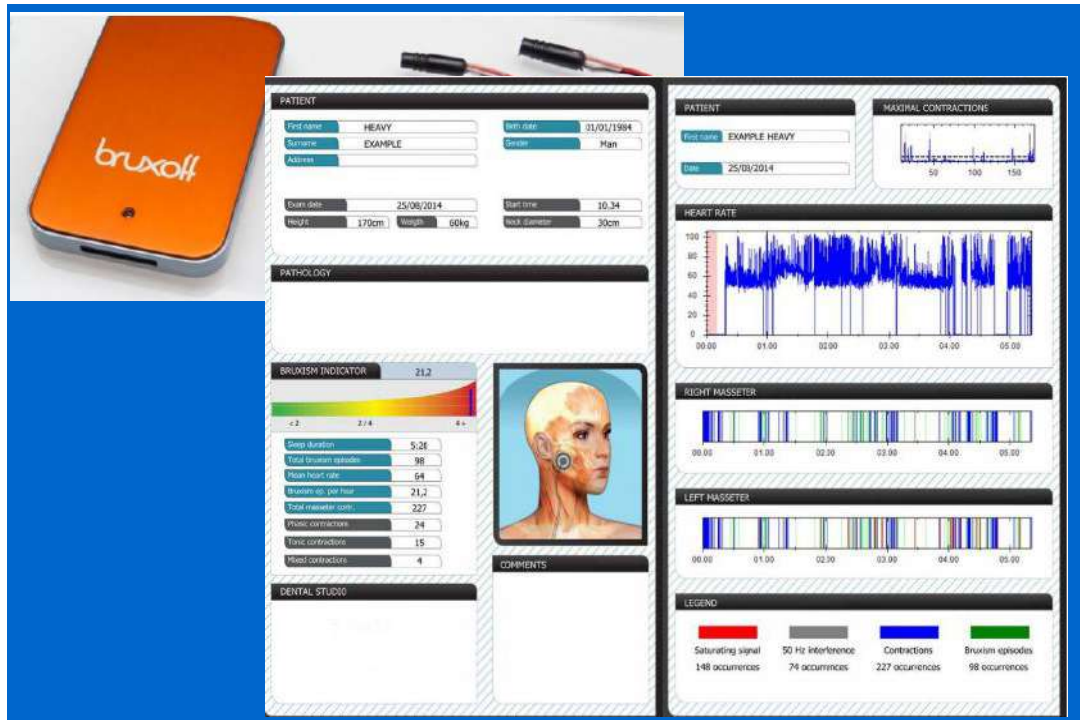 bruxoff
PATIENT
First name HEAVY
Birth date 01/01/1984
Surname EXAMPLE
Gender Man
Address
Exam date 25/08/2014
Start time 10.34
Height 170cm Weigth 60kg
Neck diameter 30cm
PATHOLOGY
BRUXISM INDICATOR 21,2
< 2 2 / 4 4 +
Sleep duration 5:26
Total bruxism episodes 98
Mean heart rate 64
Bruxism ep. per hour 21,2
Total masseter contr. 227
Phasic contractions 24
Tonic contractions 15
Mixed contractions 4
COMMENTS
DENTAL STUDIO
PATIENT
First name EXAMPLE HEAVY
Date 25/08/2014
MAXIMAL CONTRACTIONS
50 100 150
HEART RATE
100
80
60
40
20
0
00.00 01.00 02.00 03.00 04.00 05.00
RIGHT MASSETER
00.00 01.00 02.00 03.00 04.00 05.00
LEFT MASSETER
00.00 01.00 02.00 03.00 04.00 05.00
LEGEND
Saturating signal 50 Hz interference Contractions Bruxism episodes
148 occurrences 74 occurrences 227 occurrences 98 occurrences